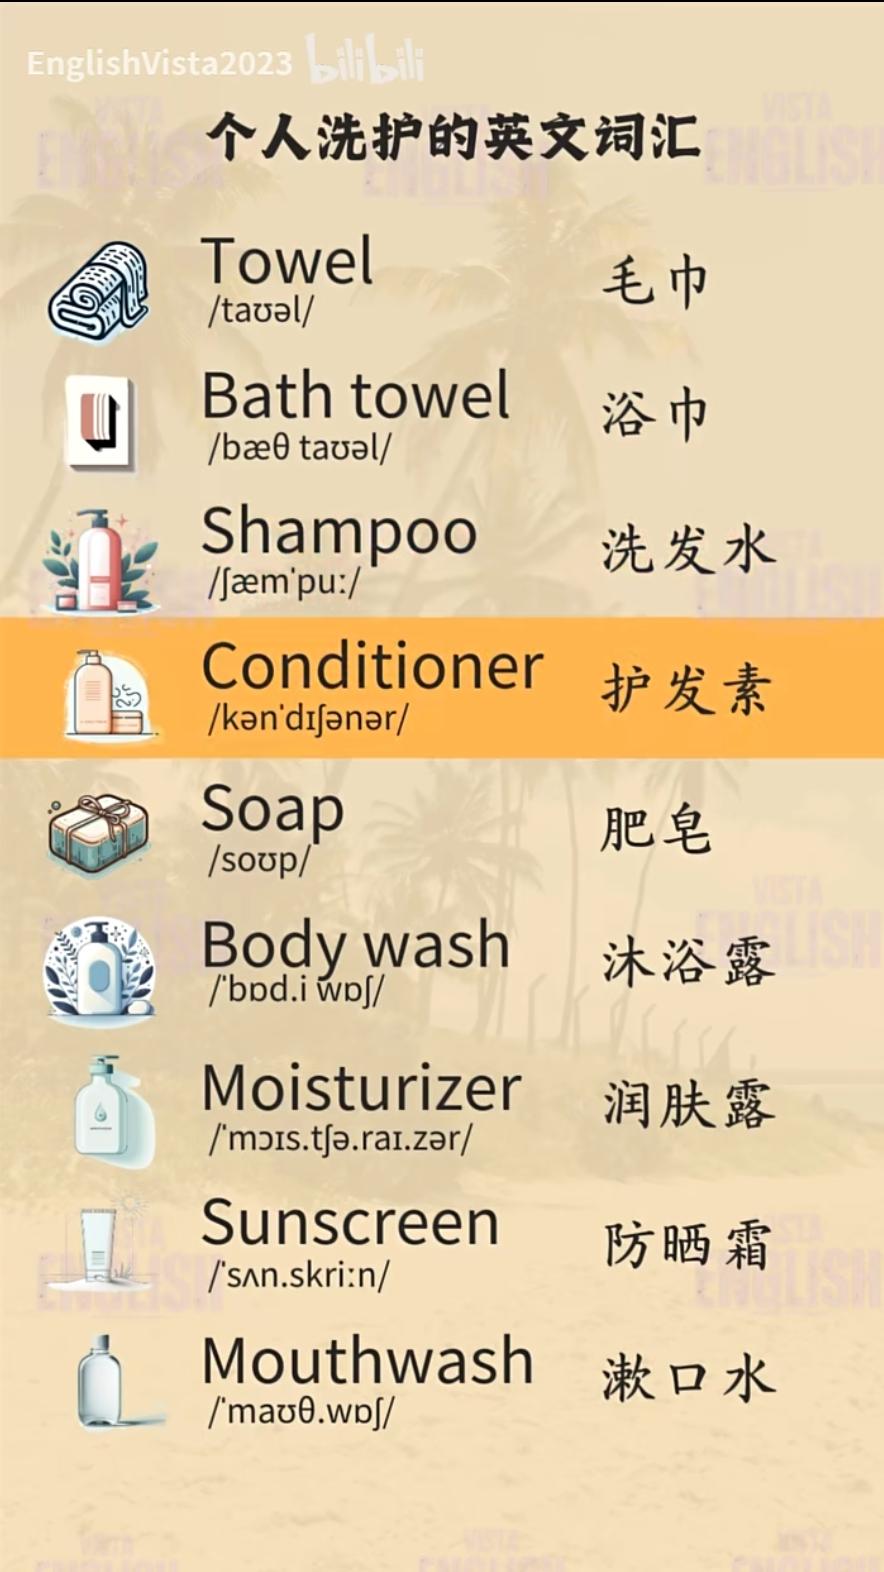 EnglishVista2023 bilibili
个人洗护的英文词汇
Towel 毛巾
/taʊəl/
Bath towel 浴巾
/bæθ taʊəl/
Shampoo 洗发水
/ʃæmˈpuː/
Conditioner 护发素
/kənˈdɪʃənər/
Soap 肥皂
/soʊp/
Body wash 沐浴露
/ˈbɒd.i wɒʃ/
Moisturizer 润肤露
/ˈmɔɪs.tʃə.raɪ.zər/
Sunscreen 防晒霜
/ˈsʌn.skriːn/
Mouthwash 漱口水
/ˈmaʊθ.wɒʃ/